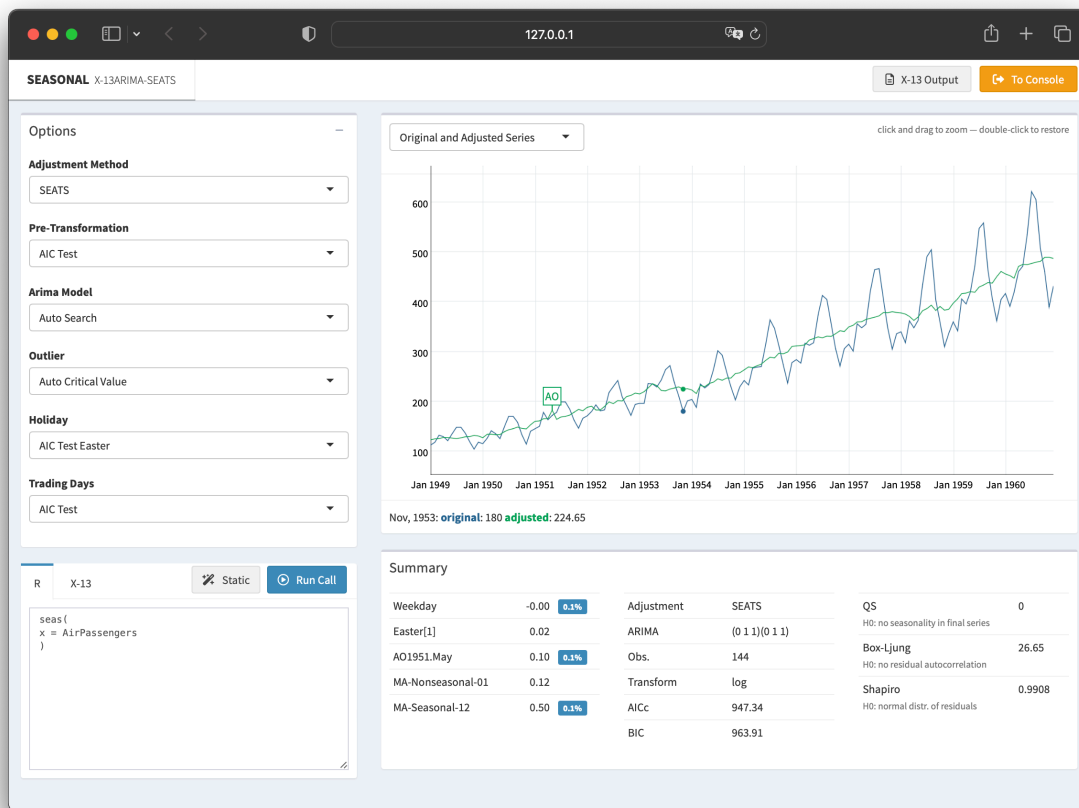 127.0.0.1
SEASONAL X-13ARIMA-SEATS
X-13 Output
To Console
Options
Adjustment Method
SEATS
Pre-Transformation
AIC Test
Arima Model
Auto Search
Outlier
Auto Critical Value
Holiday
AIC Test Easter
Trading Days
AIC Test
R X-13 Static Run Call
seas(
x = AirPassengers
)
Original and Adjusted Series
click and drag to zoom — double-click to restore
600
500
400
300
200
100
AO
Jan 1949 Jan 1950 Jan 1951 Jan 1952 Jan 1953 Jan 1954 Jan 1955 Jan 1956 Jan 1957 Jan 1958 Jan 1959 Jan 1960
Nov, 1953: original: 180 adjusted: 224.65
Summary
Weekday -0.00 0.1%
Easter[1] 0.02
AO1951.May 0.10 0.1%
MA-Nonseasonal-01 0.12
MA-Seasonal-12 0.50 0.1%
Adjustment SEATS
ARIMA (0 1 1)(0 1 1)
Obs. 144
Transform log
AICc 947.34
BIC 963.91
QS 0
H0: no seasonality in final series
Box-Ljung 26.65
H0: no residual autocorrelation
Shapiro 0.9908
H0: normal distr. of residuals